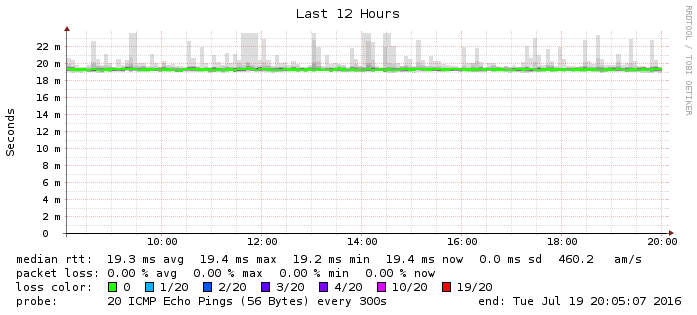 Last 12 Hours
RRDTOOL / TOBI OETIKER
Seconds
22 m
20 m
18 m
16 m
14 m
12 m
10 m
8 m
6 m
4 m
2 m
0
10:00 12:00 14:00 16:00 18:00 20:00
median rtt: 19.3 ms avg 19.4 ms max 19.2 ms min 19.4 ms now 0.0 ms sd 460.2 am/s
packet loss: 0.00 % avg 0.00 % max 0.00 % min 0.00 % now
loss color: 0 1/20 2/20 3/20 4/20 10/20 19/20
probe: 20 ICMP Echo Pings (56 Bytes) every 300s end: Tue Jul 19 20:05:07 2016